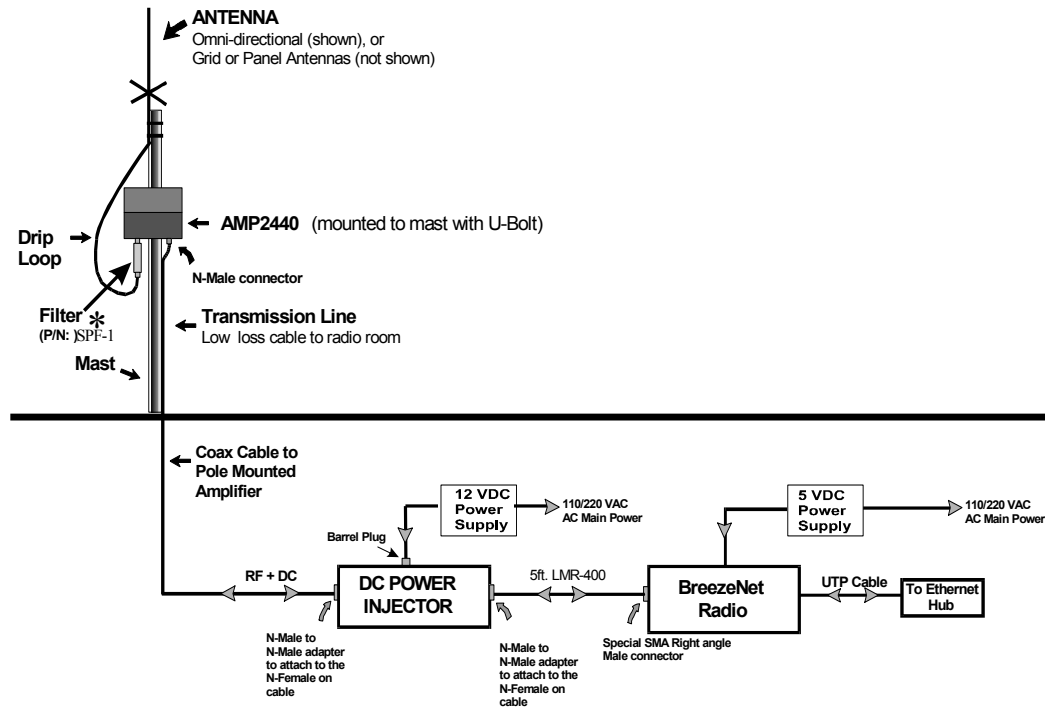 ANTENNA
Omni-directional (shown), or
Grid or Panel Antennas (not shown)
AMP2440 (mounted to mast with U-Bolt)
Drip
Loop
N-Male connector
Filter *
(P/N: )SPF-1
Transmission Line
Low loss cable to radio room
Mast
Coax Cable to
Pole Mounted
Amplifier
12 VDC
Power
Supply
110/220 VAC
AC Main Power
5 VDC
Power
Supply
110/220 VAC
AC Main Power
Barrel Plug
RF + DC
DC POWER
INJECTOR
5ft. LMR-400
BreezeNet
Radio
UTP Cable
To Ethernet
Hub
N-Male to
N-Male adapter
to attach to the
N-Female on
cable
N-Male to
N-Male adapter
to attach to the
N-Female on
cable
Special SMA Right angle
Male connector